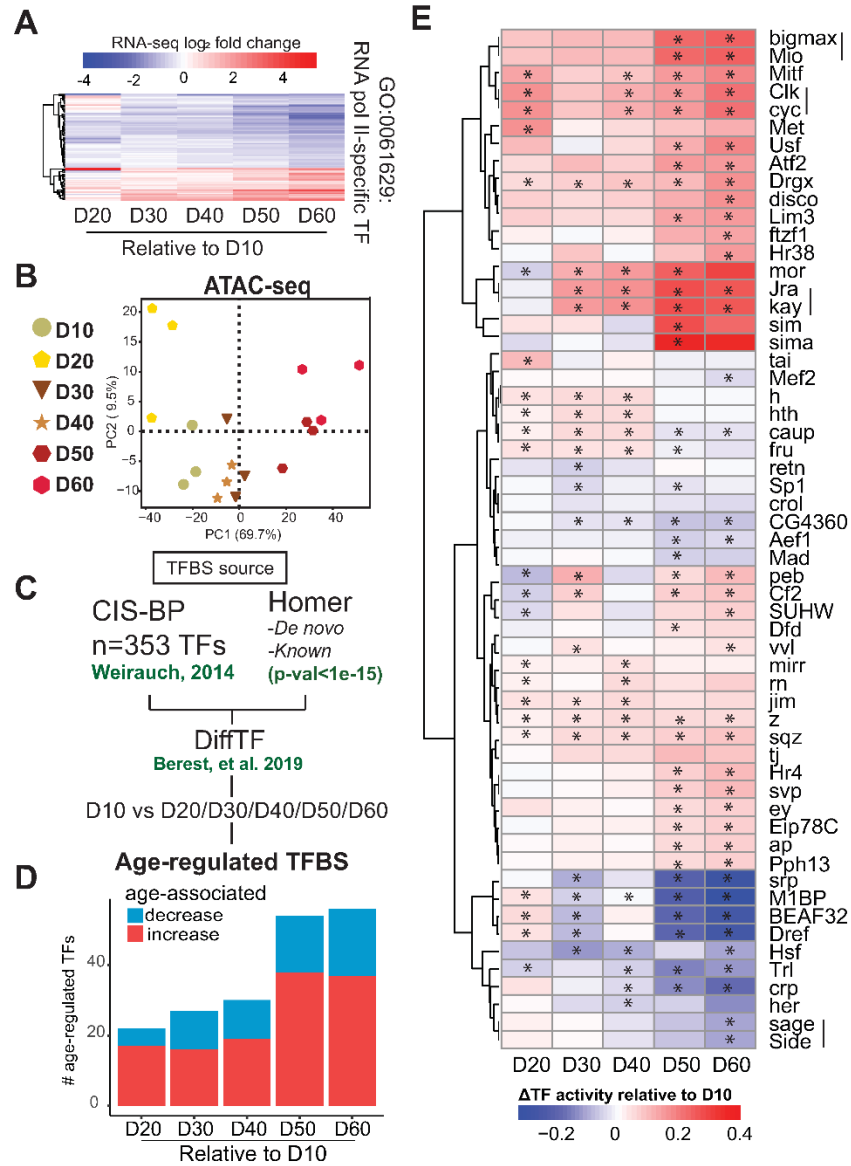 A
RNA-seq log₂ fold change
-4 -2 0 2 4
GO:0061629:
RNA pol II-specific TF
D20 D30 D40 D50 D60
Relative to D10
B
ATAC-seq
D10
D20
D30
D40
D50
D60
PC2 ( 9.5%)
20
15
10
5
0
−5
−10
−40 −20 0 20 40
PC1 (69.7%)
C
TFBS source
CIS-BP
n=353 TFs
Weirauch, 2014
Homer
-De novo
-Known
(p-val<1e-15)
DiffTF
Berest, et al. 2019
D10 vs D20/D30/D40/D50/D60
Age-regulated TFBS
D
age-associated
decrease
increase
# age-regulated TFs
40
20
0
D20 D30 D40 D50 D60
Relative to D10
E
bigmax
Mio
Mitf
Clk
cyc
Met
Usf
Atf2
Drgx
disco
Lim3
ftzf1
Hr38
mor
Jra
kay
sim
sima
tai
Mef2
h
hth
caup
fru
retn
Sp1
crol
CG4360
Aef1
Mad
peb
Cf2
SUHW
Dfd
vvl
mirr
rn
jim
z
sqz
tj
Hr4
svp
ey
Eip78C
ap
Pph13
srp
M1BP
BEAF32
Dref
Hsf
Trl
crp
her
sage
Side
D20 D30 D40 D50 D60
ΔTF activity relative to D10
−0.2 0 0.2 0.4